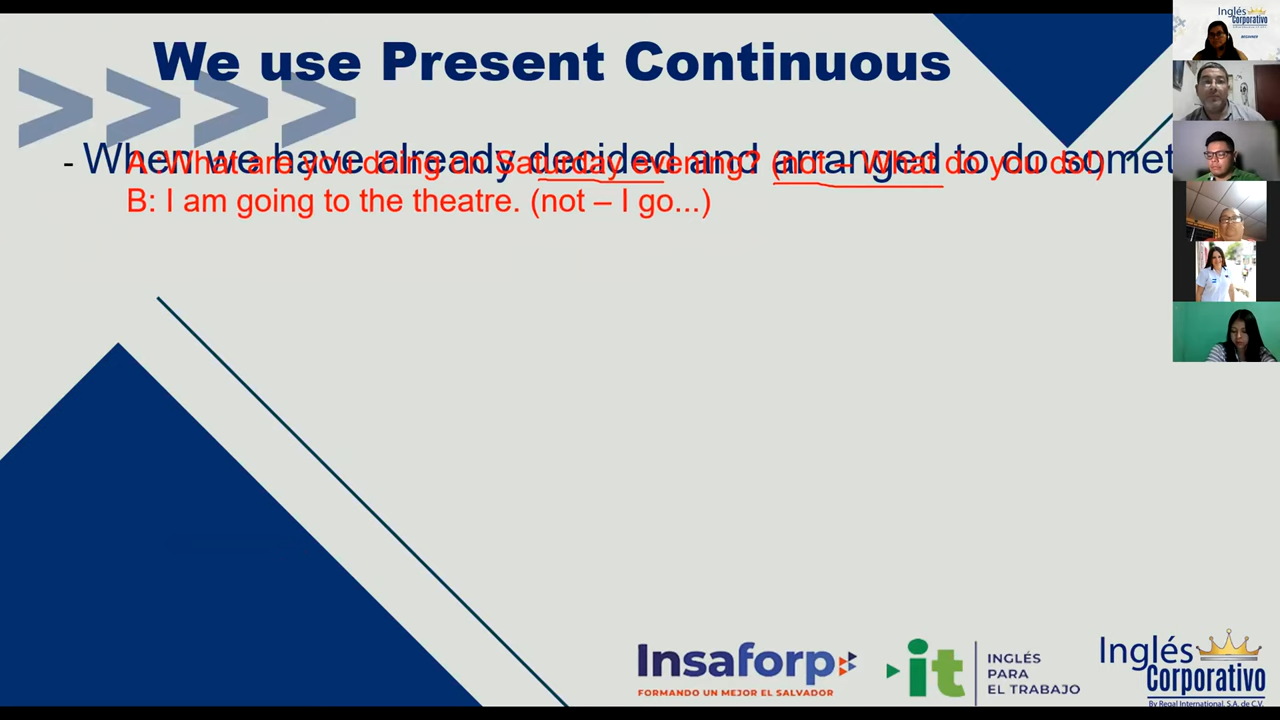 We use Present Continuous
- When we have already decided and arranged to do somet
A: What are you doing on Saturday evening? (not – What do you do!)
B: I am going to the theatre. (not – I go...)
Insaforp
FORMANDO UN MEJOR EL SALVADOR
it
INGLÉS
PARA
EL TRABAJO
Inglés
Corporativo
By Regal International, S.A. de C.V.
Inglés
Corporativo